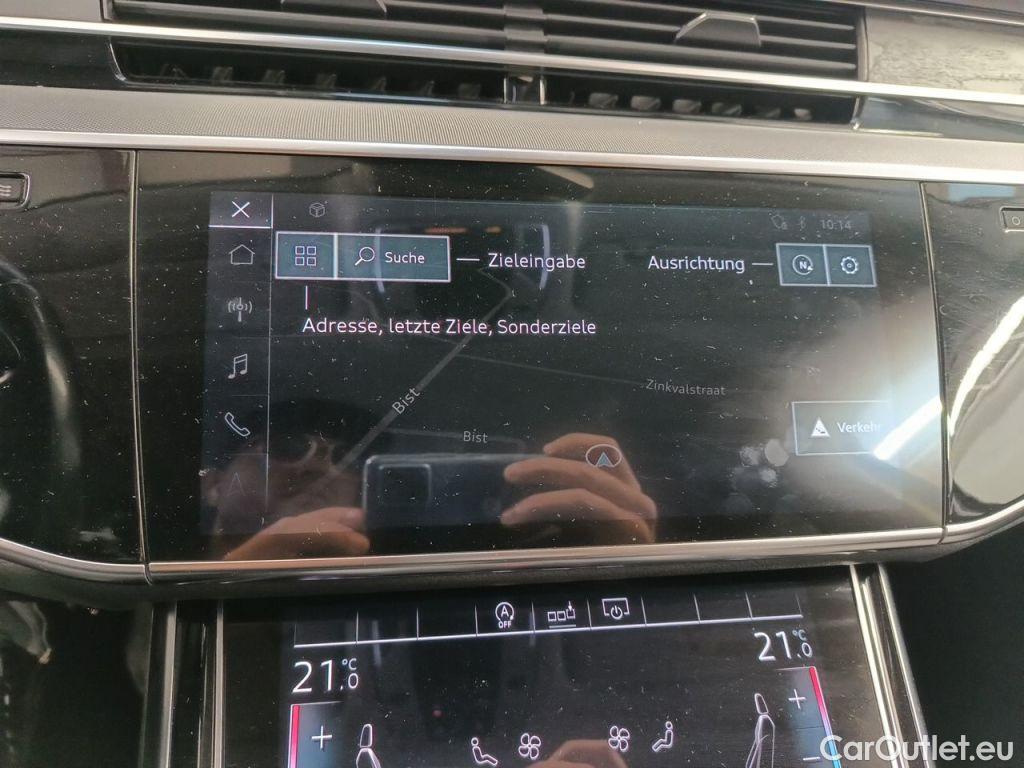 10:14
Suche
Zieleingabe
Ausrichtung
N
Adresse, letzte Ziele, Sonderziele
Zinkvalstraat
Bist
Bist
Verkehr
A
OFF
21.0 °C
21.0 °C
CarOutlet.eu